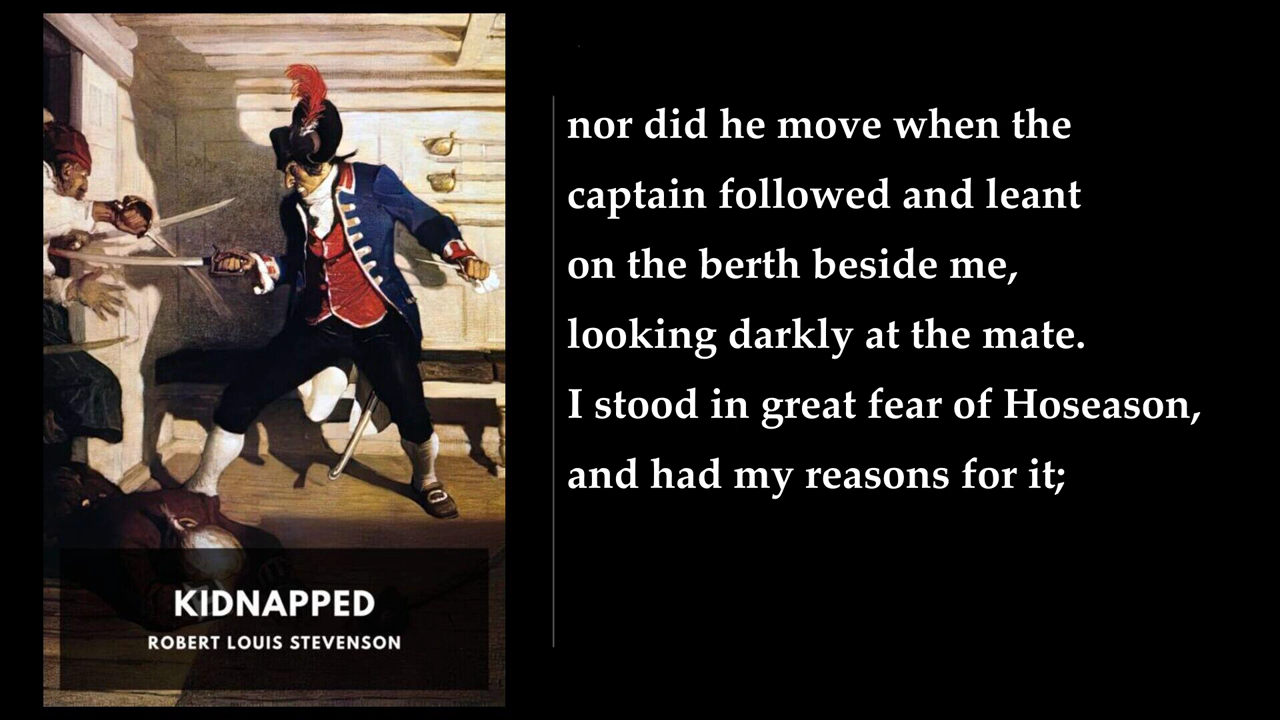 KIDNAPPED
ROBERT LOUIS STEVENSON
nor did he move when the
captain followed and leant
on the berth beside me,
looking darkly at the mate.
I stood in great fear of Hoseason,
and had my reasons for it;